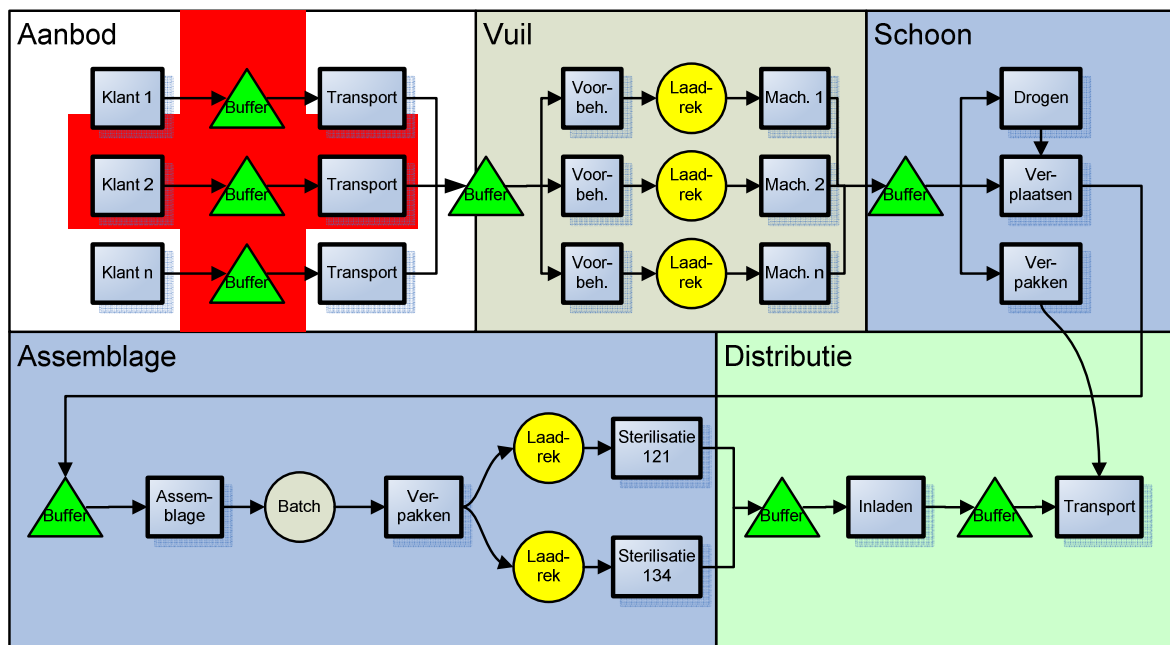 Aanbod
Klant 1
Buffer
Transport
Klant 2
Buffer
Transport
Klant n
Buffer
Transport
Buffer
Vuil
Voor-
beh.
Laad-
rek
Mach. 1
Voor-
beh.
Laad-
rek
Mach. 2
Voor-
beh.
Laad-
rek
Mach. n
Buffer
Schoon
Drogen
Ver-
plaatsen
Ver-
pakken
Assemblage
Buffer
Assem-
blage
Batch
Ver-
pakken
Laad-
rek
Sterilisatie
121
Laad-
rek
Sterilisatie
134
Distributie
Buffer
Inladen
Buffer
Transport